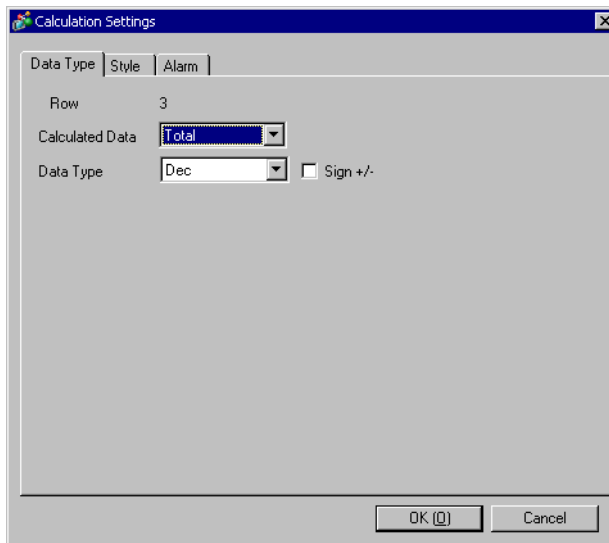 Calculation Settings
Data Type Style Alarm
Row 3
Calculated Data Total
Data Type Dec Sign +/-
OK (O) Cancel